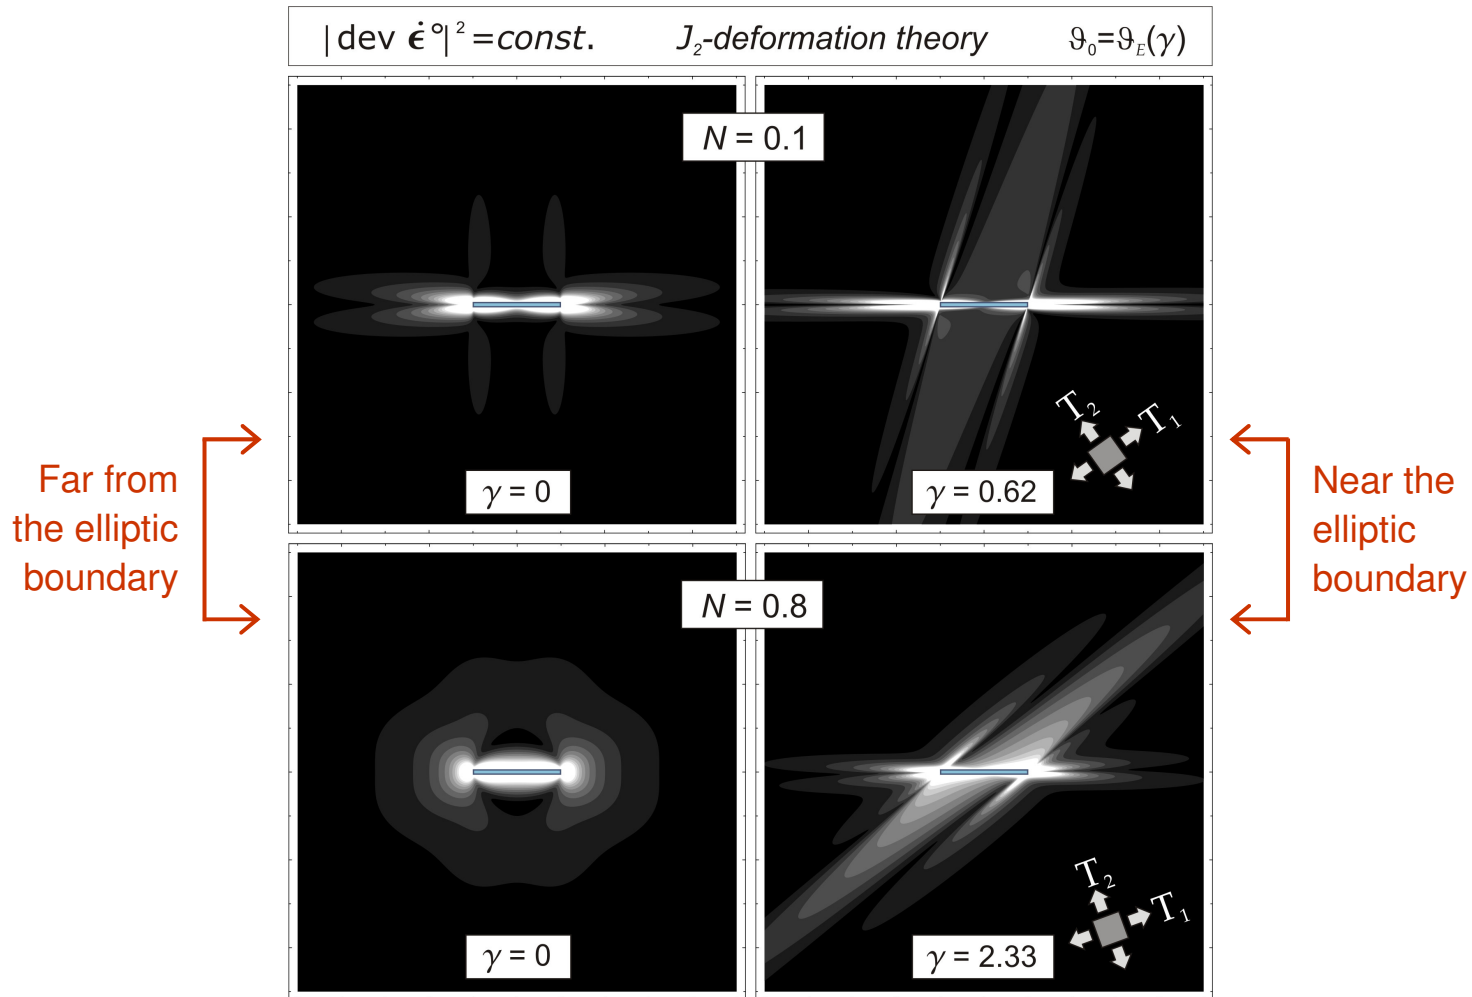 |dev ϵ̇°|²=const. J₂-deformation theory ϑ₀=ϑ_E(γ)
N = 0.1
T₂ T₁
γ = 0
γ = 0.62
Far from
the elliptic
boundary
Near the
elliptic
boundary
N = 0.8
T₂ T₁
γ = 0
γ = 2.33